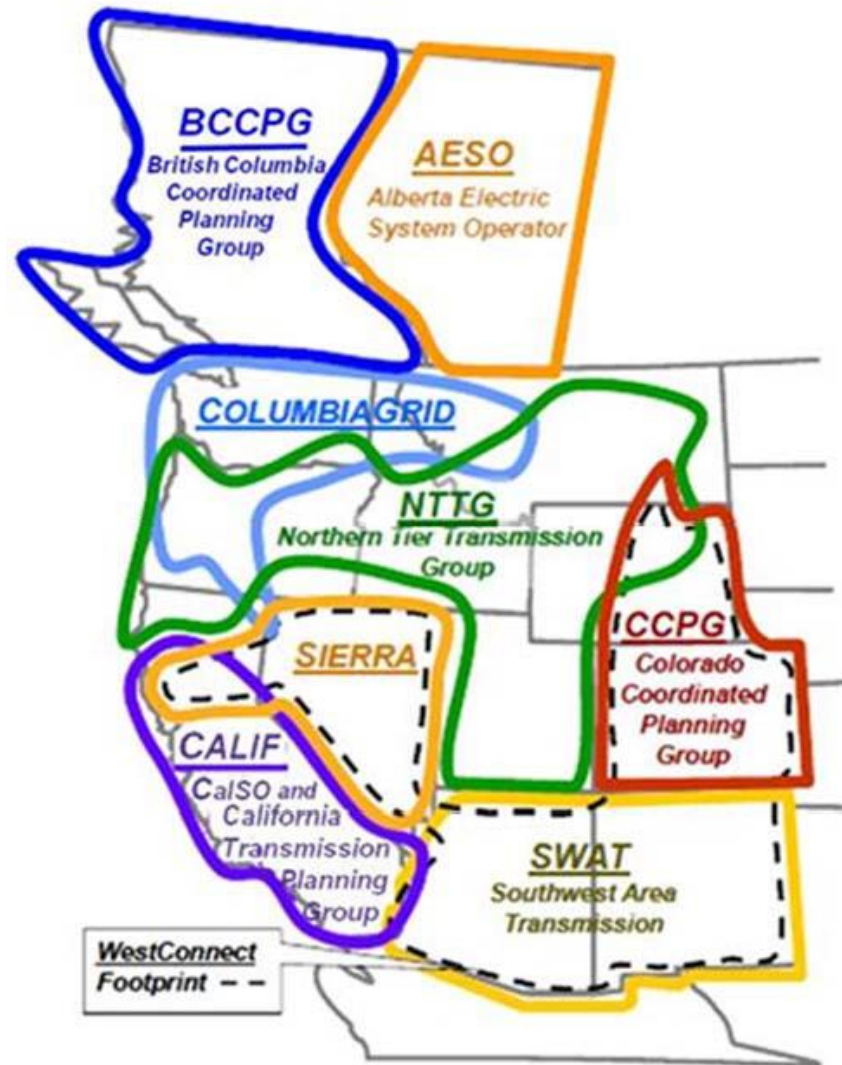 BCCPG
British Columbia
Coordinated
Planning
Group
AESO
Alberta Electric
System Operator
COLUMBIAGRID
NTTG
Northern Tier Transmission
Group
SIERRA
CCPG
Colorado
Coordinated
Planning
Group
CALIF
CalSO and
California
Transmission
Planning
Group
SWAT
Southwest Area
Transmission
WestConnect
Footprint --